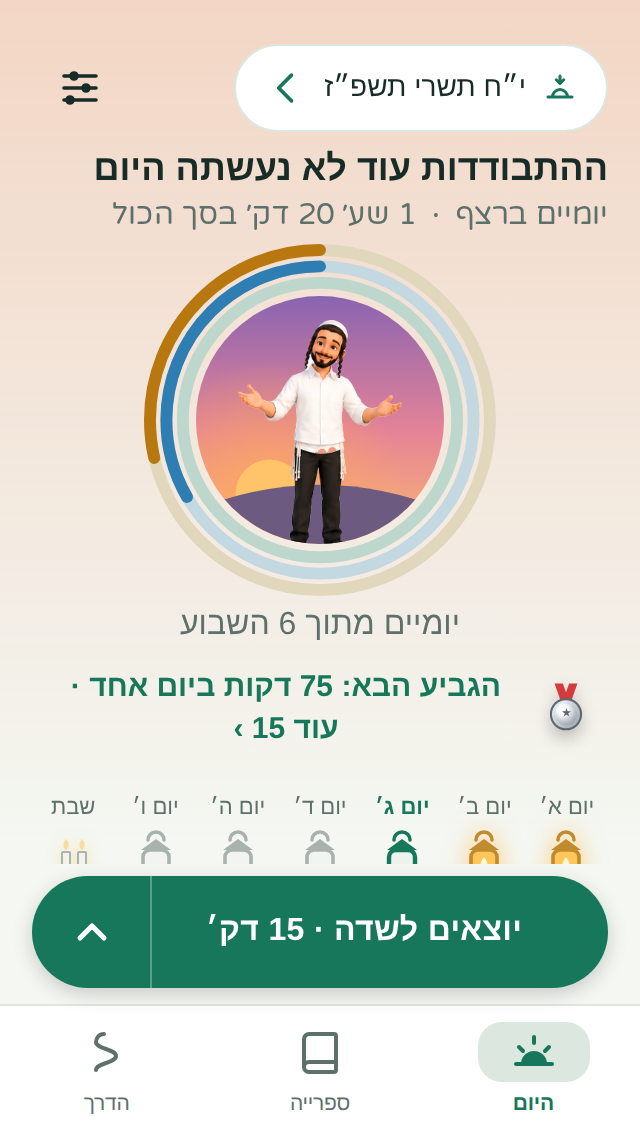 י״ח תשרי תשפ״ז
ההתבודדות עוד לא נעשתה היום
יומיים ברצף · 1 שע׳ 20 דק׳ בסך הכול
יומיים מתוך 6 השבוע
הגביע הבא: 75 דקות ביום אחד ·
עוד 15 ›
יום א׳ יום ב׳ יום ג׳ יום ד׳ יום ה׳ יום ו׳ שבת
יוצאים לשדה · 15 דק׳
היום ספרייה הדרך